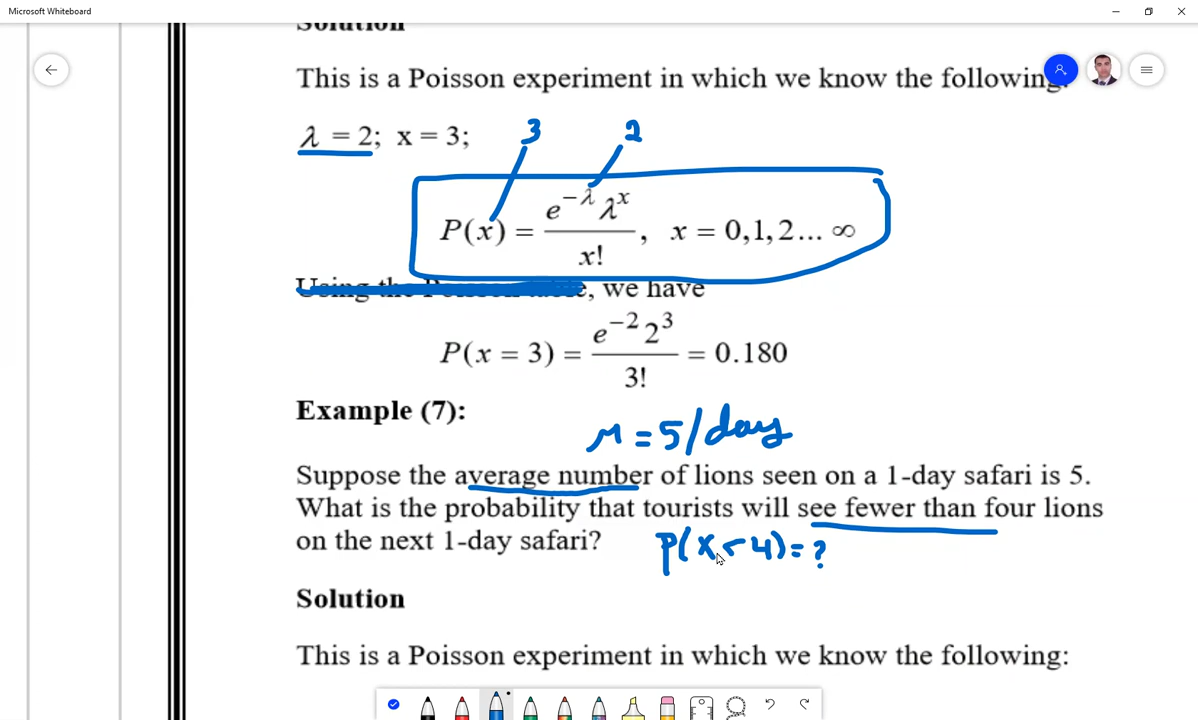 Microsoft Whiteboard
Solution
This is a Poisson experiment in which we know the following:
3 2
λ = 2; x = 3;
P(x) = e^{-λ} λ^x / x!, x = 0,1,2... ∞
Using the Poisson table, we have
P(x = 3) = e^{-2} 2^3 / 3! = 0.180
Example (7):
μ = 5/day
Suppose the average number of lions seen on a 1-day safari is 5.
What is the probability that tourists will see fewer than four lions
on the next 1-day safari? P(X < 4) = ?
Solution
This is a Poisson experiment in which we know the following: